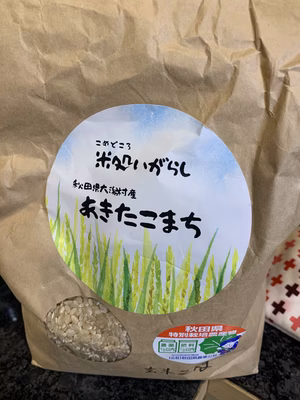 こめどころ
米処いがらし
秋田県大潟村産
あきたこまち
秋田県
特別栽培農産物